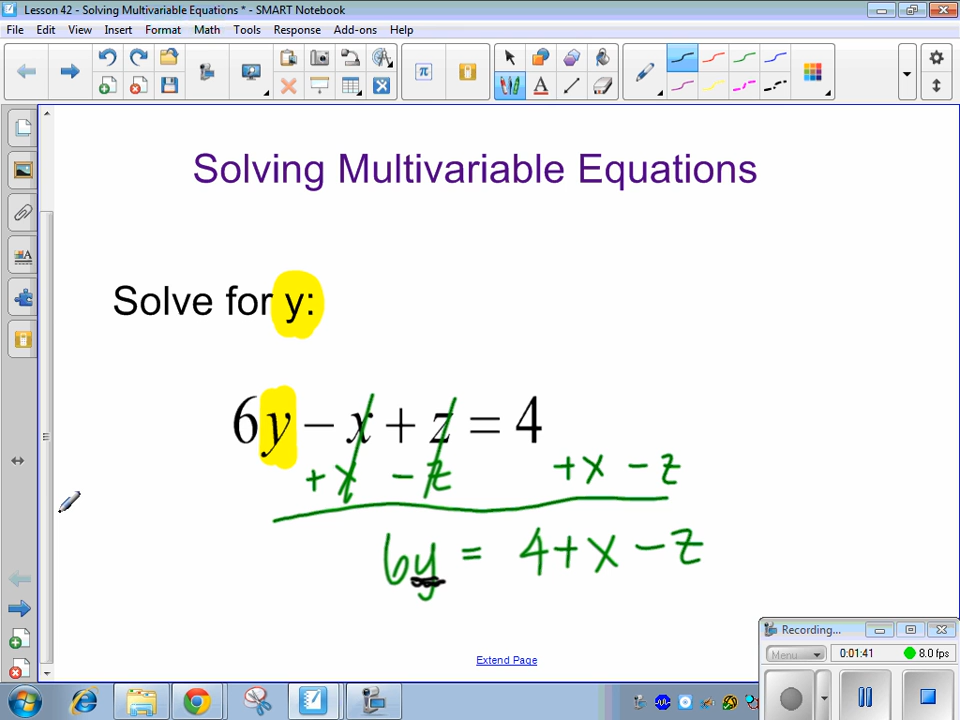 Lesson 42 - Solving Multivariable Equations * - SMART Notebook
File Edit View Insert Format Math Tools Response Add-ons Help
π A
Solving Multivariable Equations
Solve for y:
6y − x + z = 4
+x −z +x −z
6y = 4+x−z
Extend Page
Recording...
Menu 0:01:41 8.0 fps